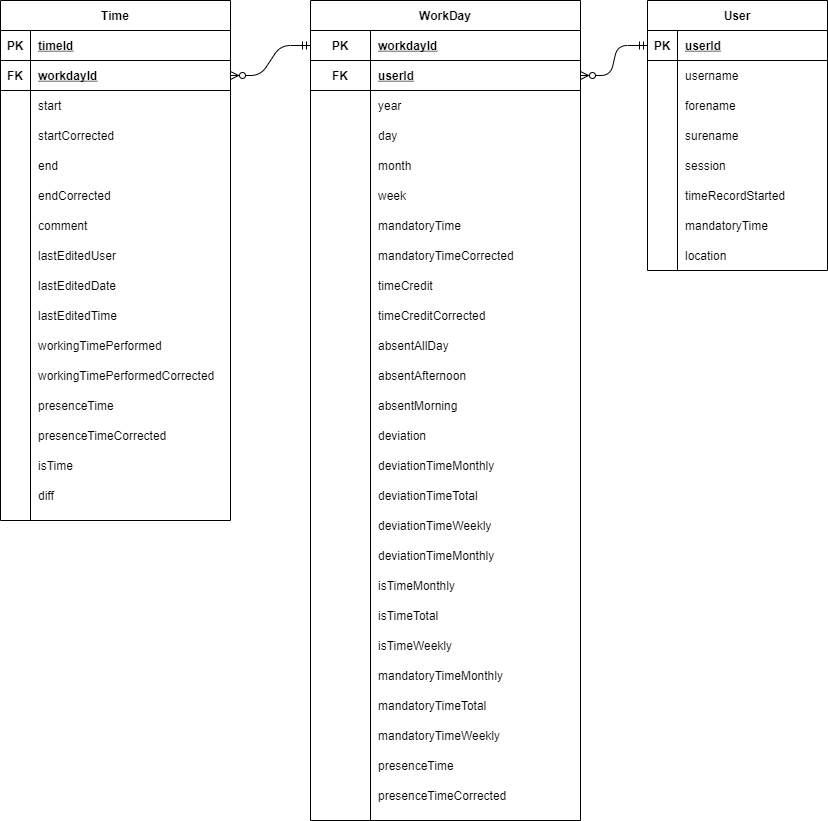 Time
PK timeId
FK workdayId
start
startCorrected
end
endCorrected
comment
lastEditedUser
lastEditedDate
lastEditedTime
workingTimePerformed
workingTimePerformedCorrected
presenceTime
presenceTimeCorrected
isTime
diff
WorkDay
PK workdayId
FK userId
year
day
month
week
mandatoryTime
mandatoryTimeCorrected
timeCredit
timeCreditCorrected
absentAllDay
absentAfternoon
absentMorning
deviation
deviationTimeMonthly
deviationTimeTotal
deviationTimeWeekly
deviationTimeMonthly
isTimeMonthly
isTimeTotal
isTimeWeekly
mandatoryTimeMonthly
mandatoryTimeTotal
mandatoryTimeWeekly
presenceTime
presenceTimeCorrected
User
PK userId
username
forename
surename
session
timeRecordStarted
mandatoryTime
location